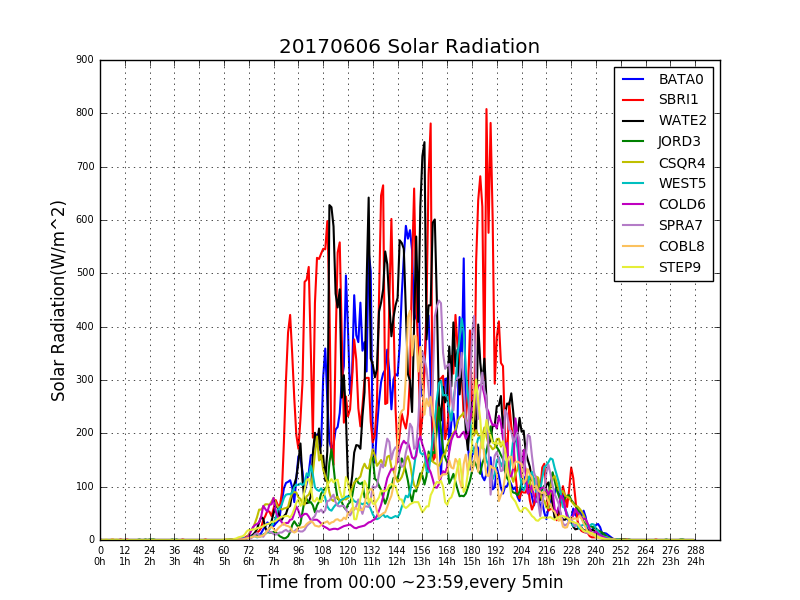 20170606 Solar Radiation
900
800
700
600
500
400
300
200
100
0
Solar Radiation(W/m^2)
BATA0
SBRI1
WATE2
JORD3
CSQR4
WEST5
COLD6
SPRA7
COBL8
STEP9
0 12 24 36 48 60 72 84 96 108 120 132 144 156 168 180 192 204 216 228 240 252 264 276 288
0h 1h 2h 3h 4h 5h 6h 7h 8h 9h 10h 11h 12h 13h 14h 15h 16h 17h 18h 19h 20h 21h 22h 23h 24h
Time from 00:00 ~23:59,every 5min